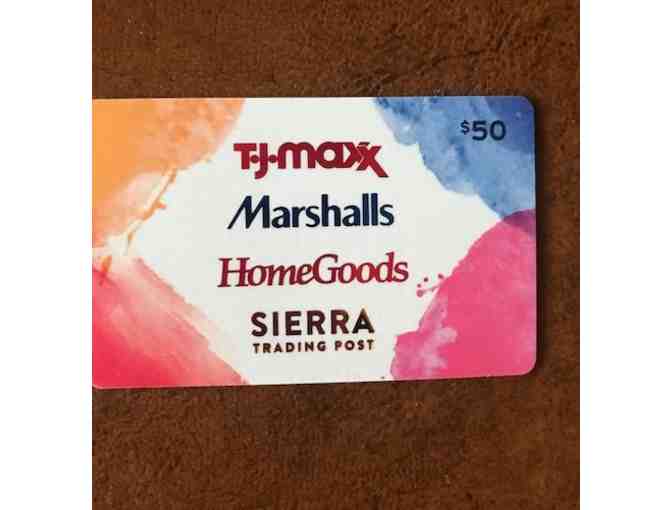 $50
T•J•maxx
Marshalls
HomeGoods
SIERRA
TRADING POST